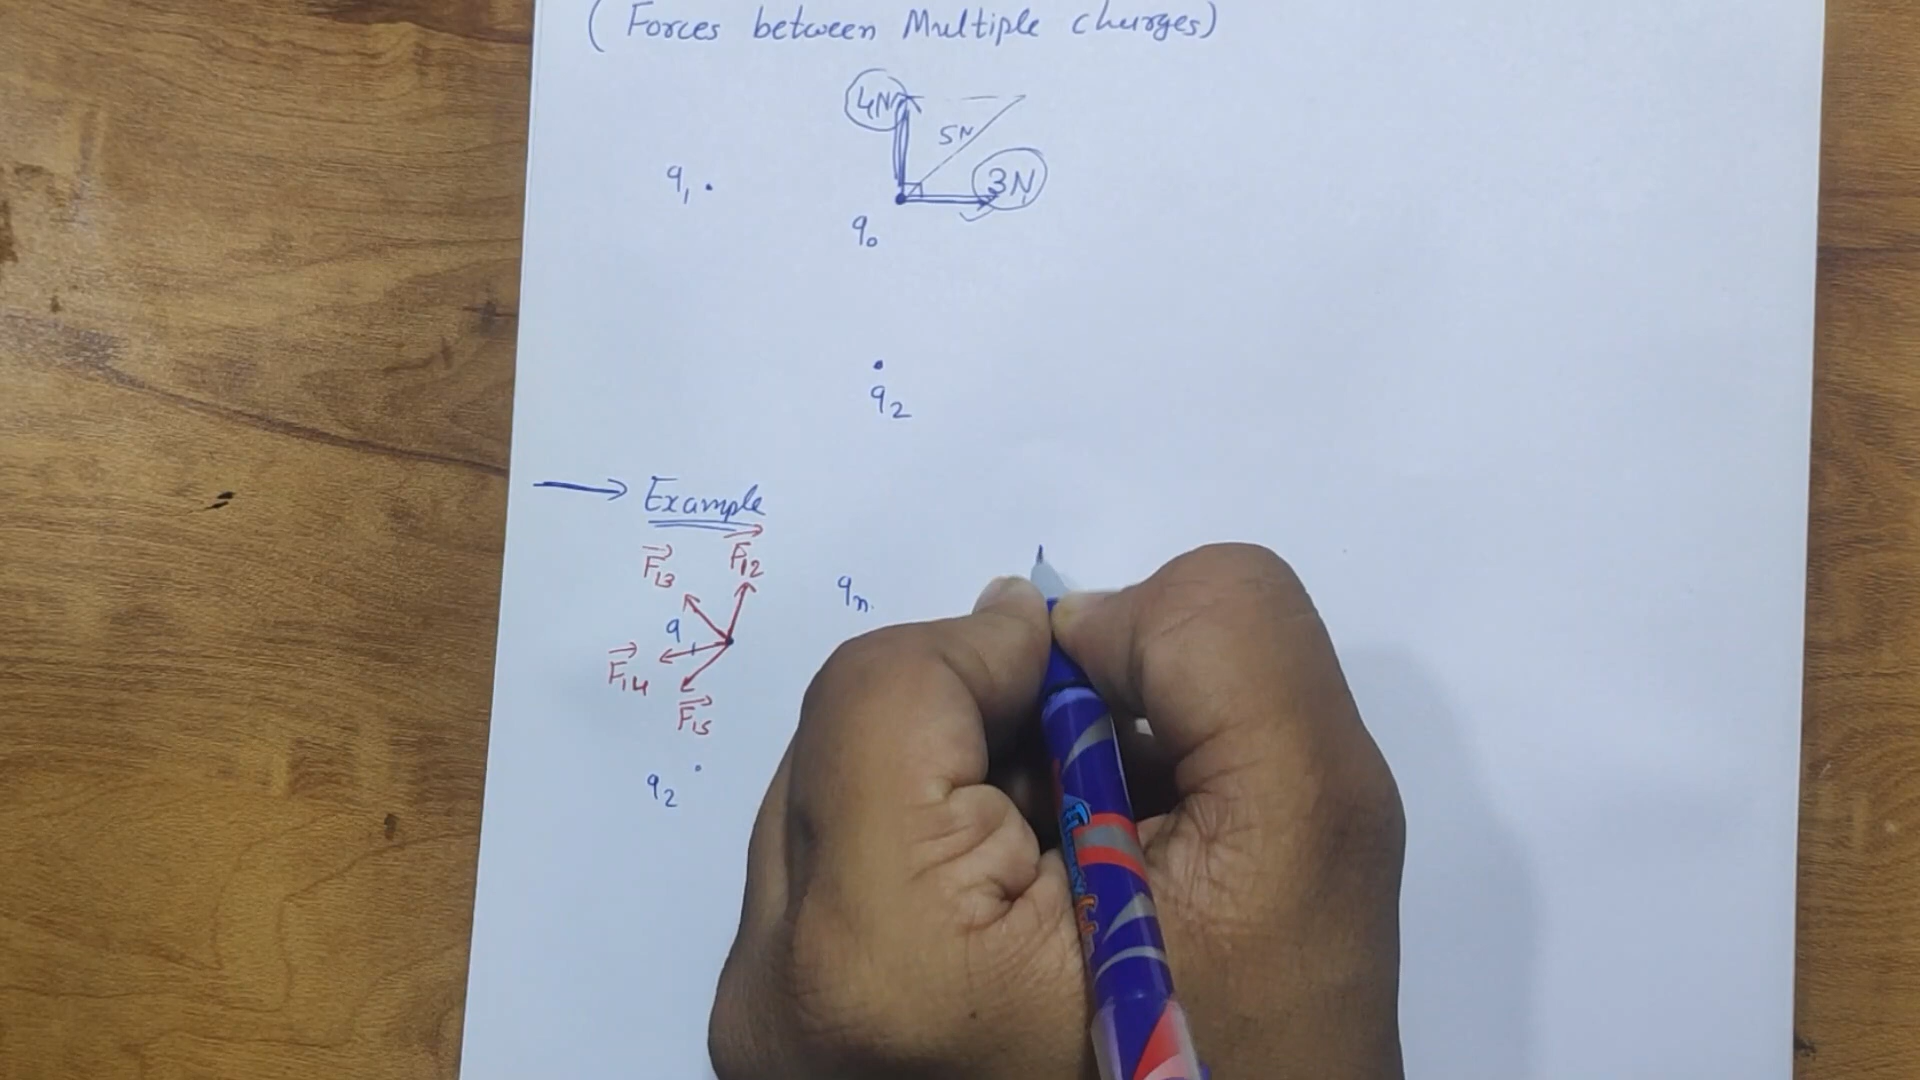 (Forces between Multiple charges)
4N
5N
3N
q1
q0
q2
Example
F12
F13
q
qn
F14
F15
q2